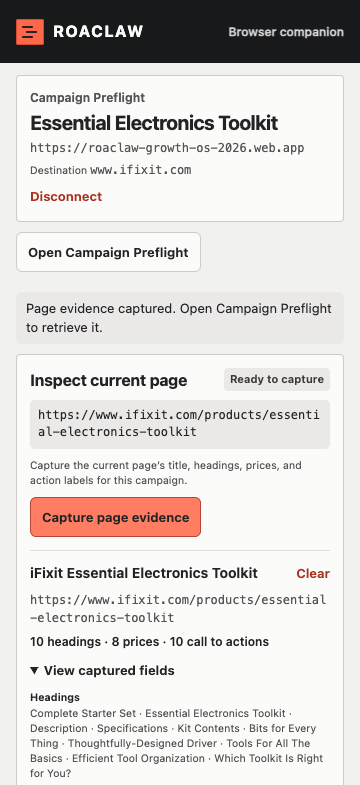 ROACLAW
Browser companion
Campaign Preflight
Essential Electronics Toolkit
https://roaclaw-growth-os-2026.web.app
Destination www.ifixit.com
Disconnect
Open Campaign Preflight
Page evidence captured. Open Campaign Preflight
to retrieve it.
Inspect current page
Ready to capture
https://www.ifixit.com/products/essenti
al-electronics-toolkit
Capture the current page's title, headings, prices, and
action labels for this campaign.
Capture page evidence
iFixit Essential Electronics Toolkit
Clear
https://www.ifixit.com/products/essential
-electronics-toolkit
10 headings · 8 prices · 10 call to actions
▼ View captured fields
Headings
Complete Starter Set · Essential Electronics Toolkit ·
Description · Specifications · Kit Contents · Bits for Every
Thing · Thoughtfully-Designed Driver · Tools For All The
Basics · Efficient Tool Organization · Which Toolkit Is Right
for You?